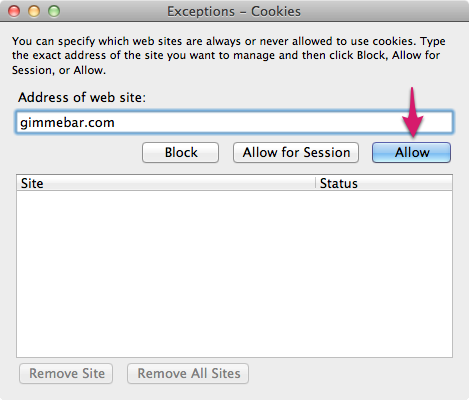 Exceptions – Cookies
You can specify which web sites are always or never allowed to use cookies. Type
the exact address of the site you want to manage and then click Block, Allow for
Session, or Allow.
Address of web site:
gimmebar.com
Block Allow for Session Allow
Site Status
Remove Site Remove All Sites